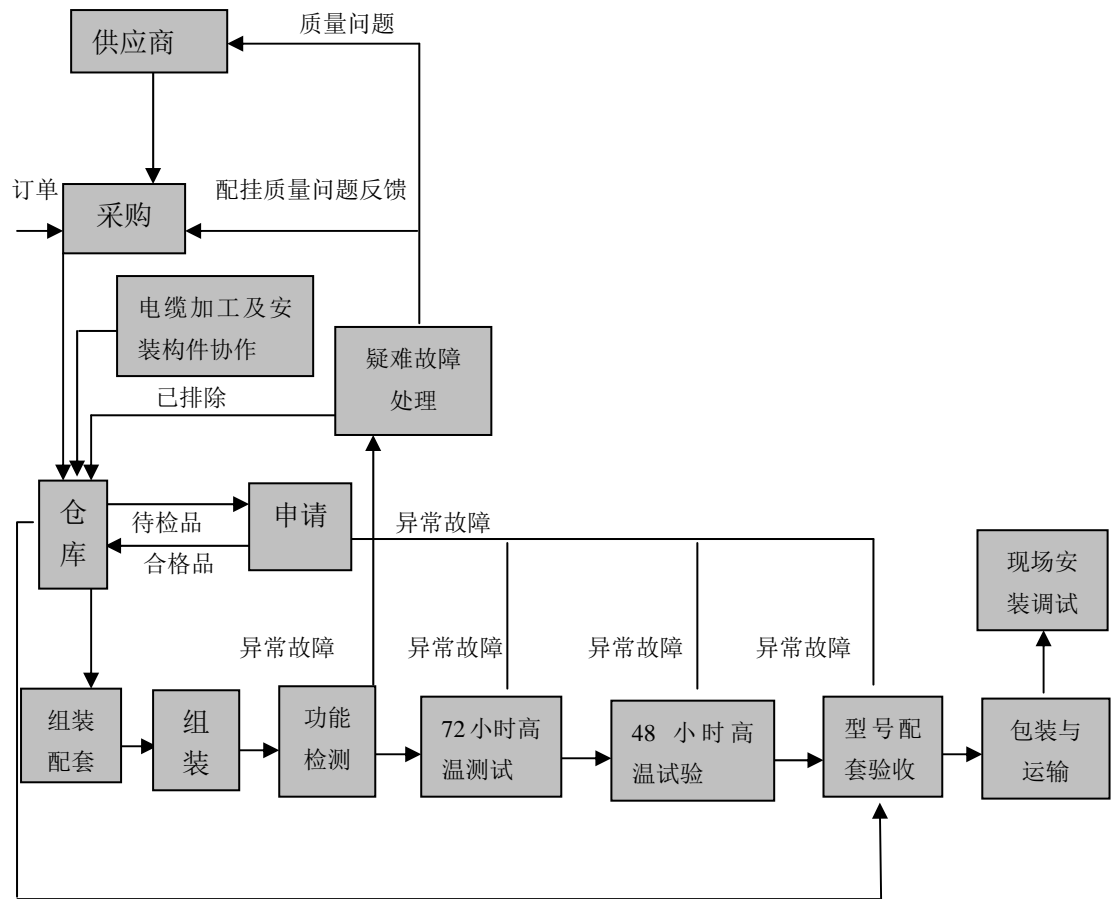 质量问题
供应商
订单
配挂质量问题反馈
采购
电缆加工及安
装构件协作
疑难故障
处理
已排除
仓
库
申请
待检品
合格品
异常故障
现场安
装调试
异常故障
异常故障
异常故障
异常故障
组装
配套
组
装
功能
检测
72小时高
温测试
48 小时高
温试验
型号配
套验收
包装与
运输